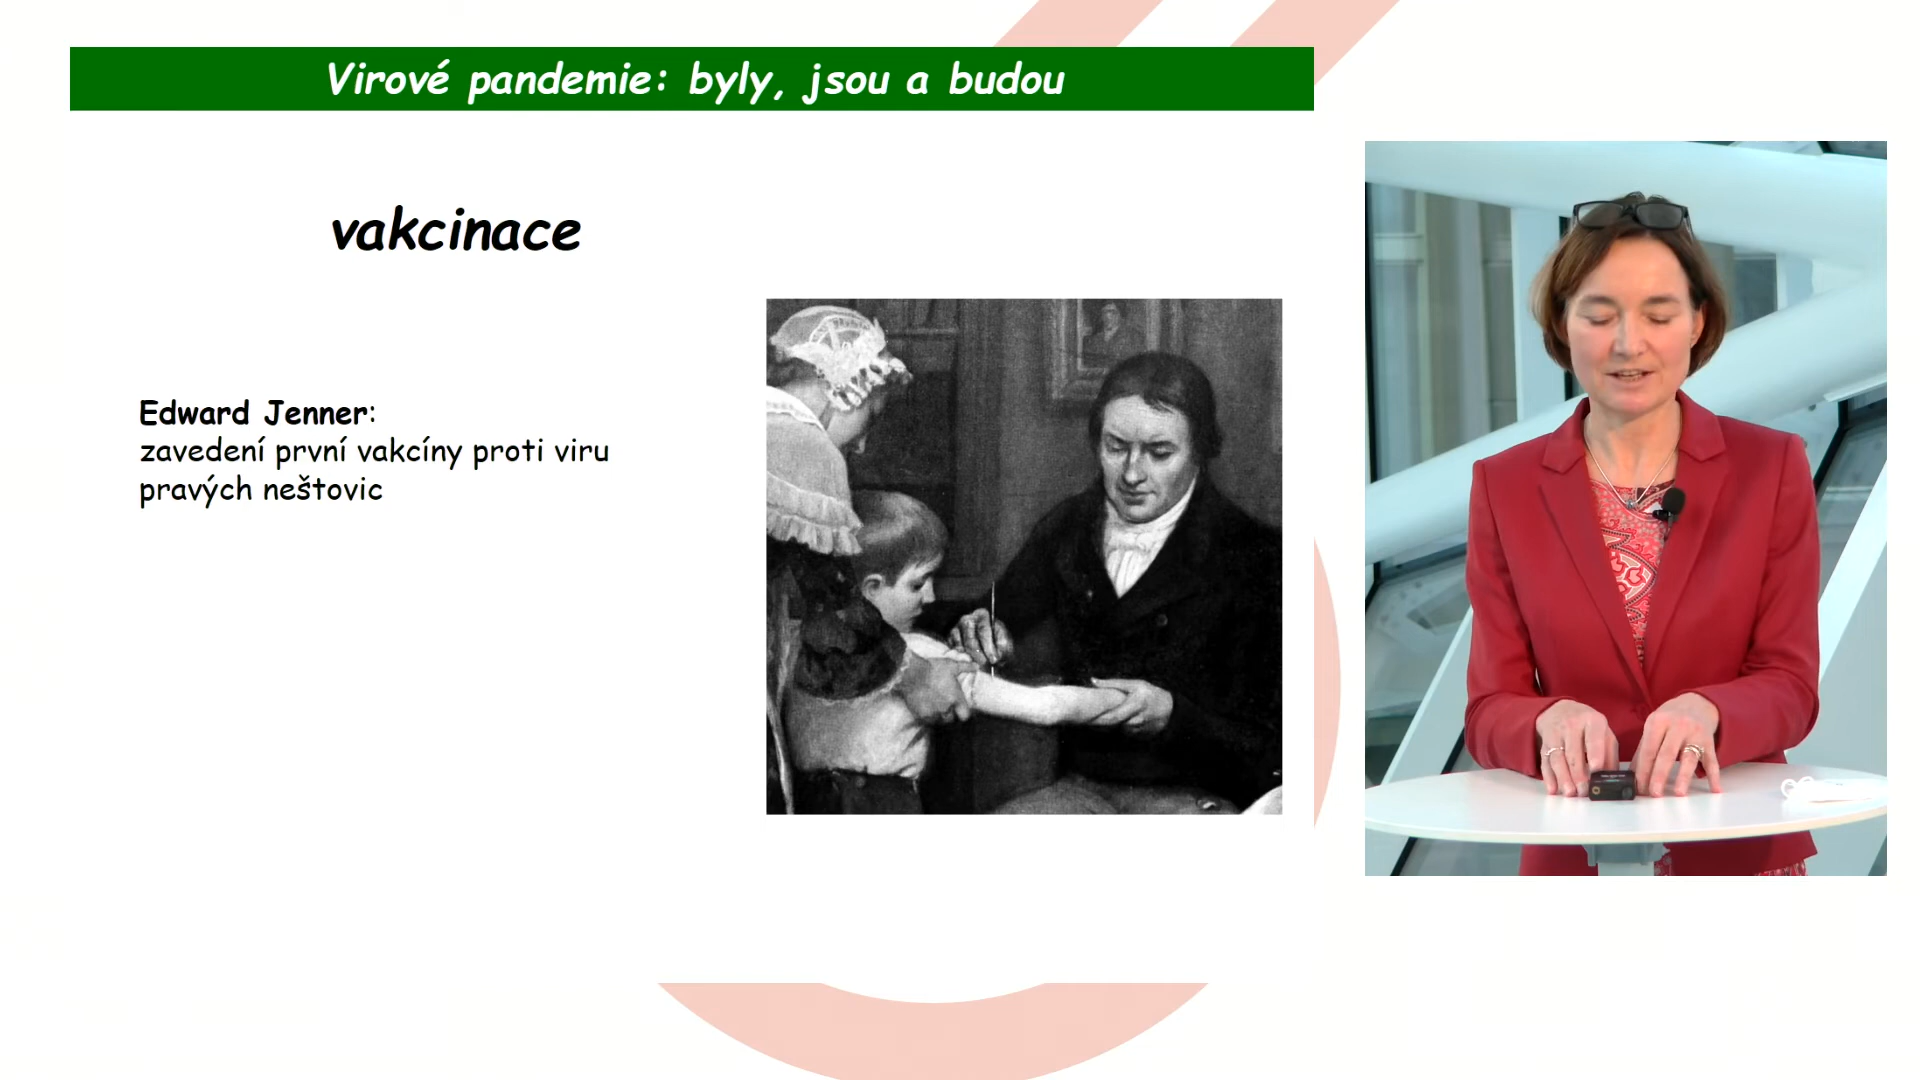 Virové pandemie: byly, jsou a budou
vakcinace
Edward Jenner:
zavedení první vakcíny proti viru
pravých neštovic